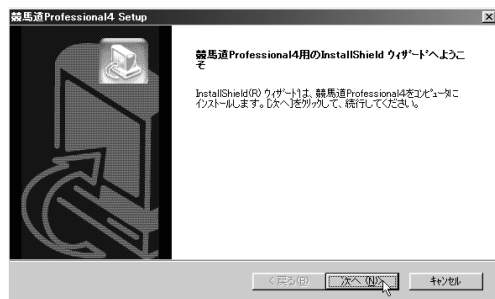 競馬道Professional4 Setup
競馬道Professional4用のInstallShield ウィザードへようこ
そ
InstallShield(R) ウィザードは、競馬道Professional4をコンピュータに
インストールします。[次へ]をクリックして、続行してください。
< 戻る(B)
次へ (N)>
キャンセル